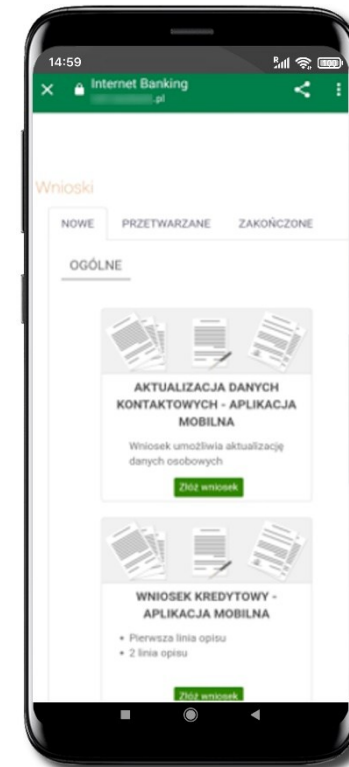 14:59
Internet Banking
.pl
Wnioski
NOWE PRZETWARZANE ZAKOŃCZONE
OGÓLNE
AKTUALIZACJA DANYCH
KONTAKTOWYCH - APLIKACJA
MOBILNA
Wniosek umożliwia aktualizację
danych osobowych
Złóż wniosek
WNIOSEK KREDYTOWY -
APLIKACJA MOBILNA
• Pierwsza linia opisu
• 2 linia opisu
Złóż wniosek